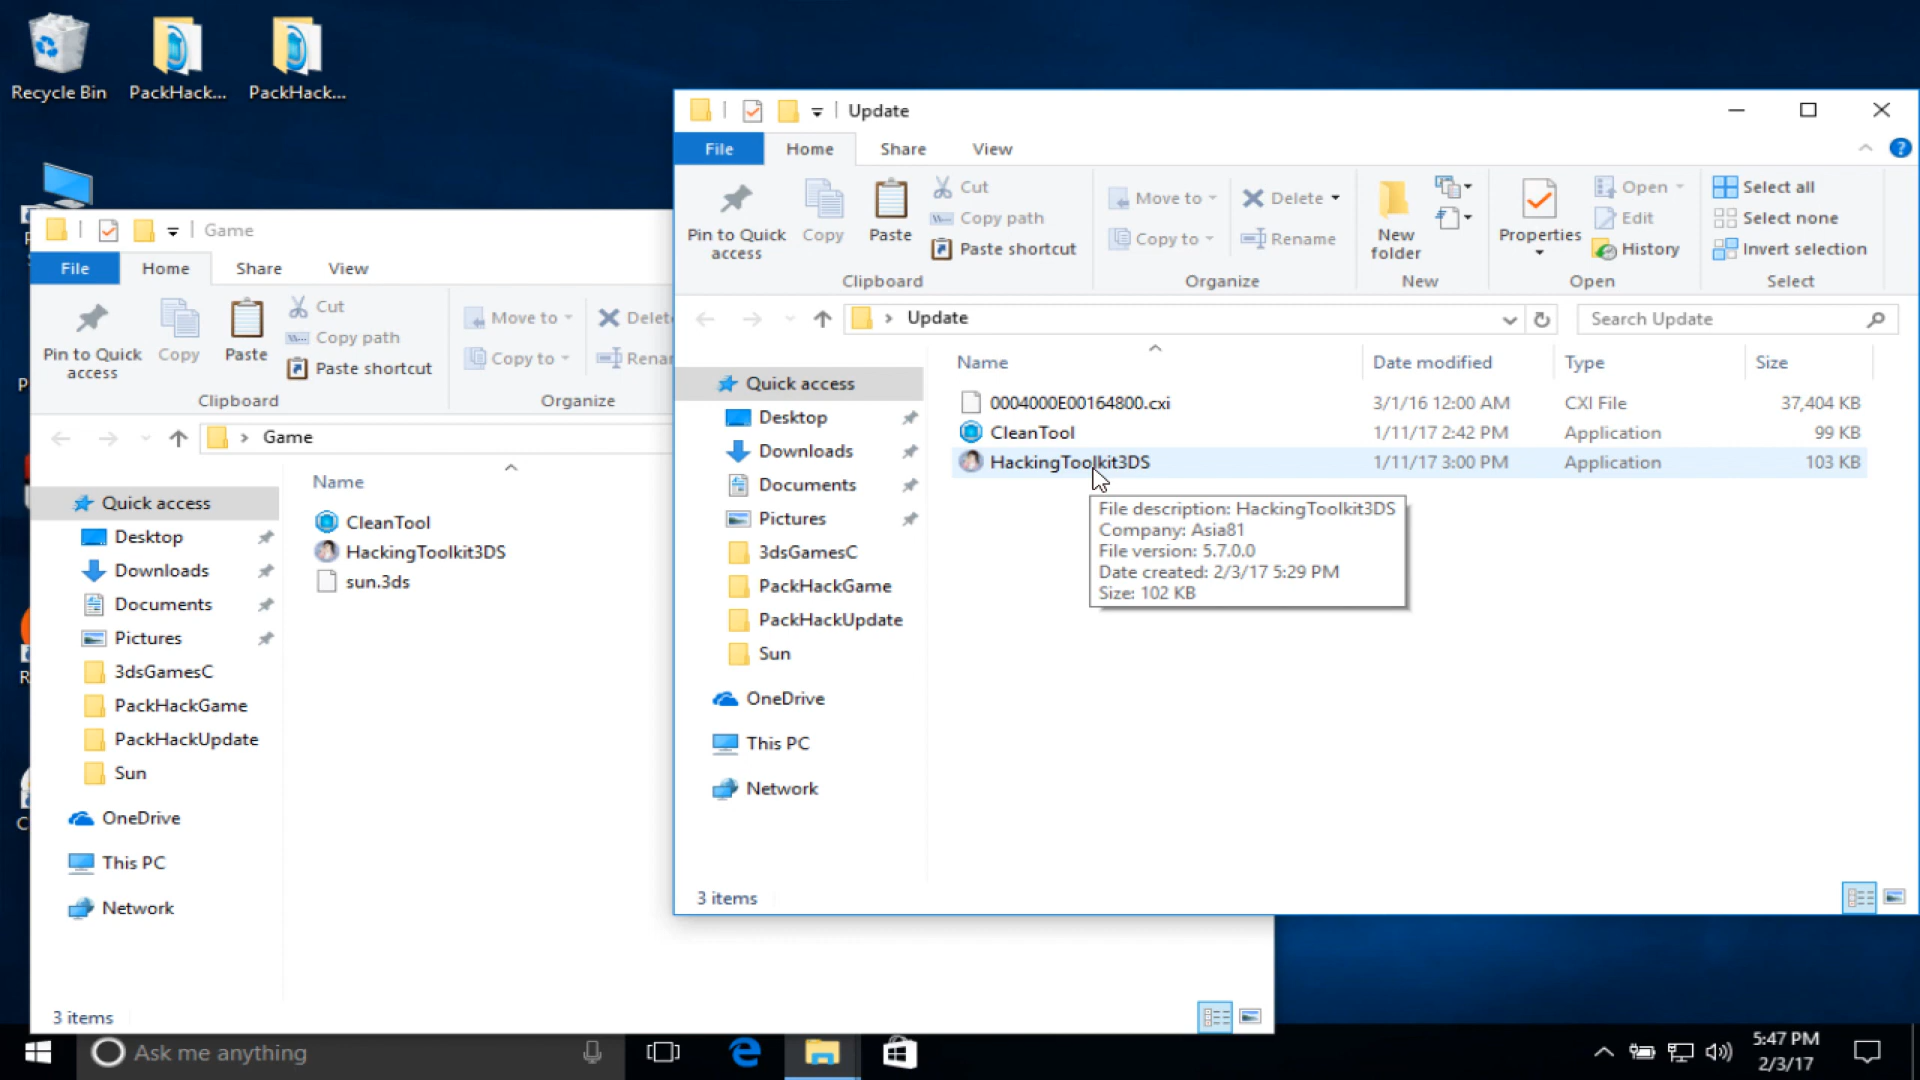 Recycle Bin
PackHack...
PackHack...
Update
File
Home
Share
View
Pin to Quick access
Copy
Paste
Cut
Copy path
Paste shortcut
Move to
Copy to
Delete
Rename
New folder
Properties
Open
Edit
History
Select all
Select none
Invert selection
Clipboard
Organize
New
Open
Select
Update
Search Update
Name
Date modified
Type
Size
Quick access
Desktop
Downloads
Documents
Pictures
3dsGamesC
PackHackGame
PackHackUpdate
Sun
OneDrive
This PC
Network
0004000E00164800.cxi 3/1/16 12:00 AM CXI File 37,404 KB
CleanTool 1/11/17 2:42 PM Application 99 KB
HackingToolkit3DS 1/11/17 3:00 PM Application 103 KB
File description: HackingToolkit3DS
Company: Asia81
File version: 5.7.0.0
Date created: 2/3/17 5:29 PM
Size: 102 KB
3 items
Game
File
Home
Share
View
Pin to Quick access
Copy
Paste
Cut
Copy path
Paste shortcut
Move to
Copy to
Delet
Renar
Clipboard
Organize
Game
Name
Quick access
Desktop
Downloads
Documents
Pictures
3dsGamesC
PackHackGame
PackHackUpdate
Sun
OneDrive
This PC
Network
CleanTool
HackingToolkit3DS
sun.3ds
3 items
Ask me anything
5:47 PM
2/3/17